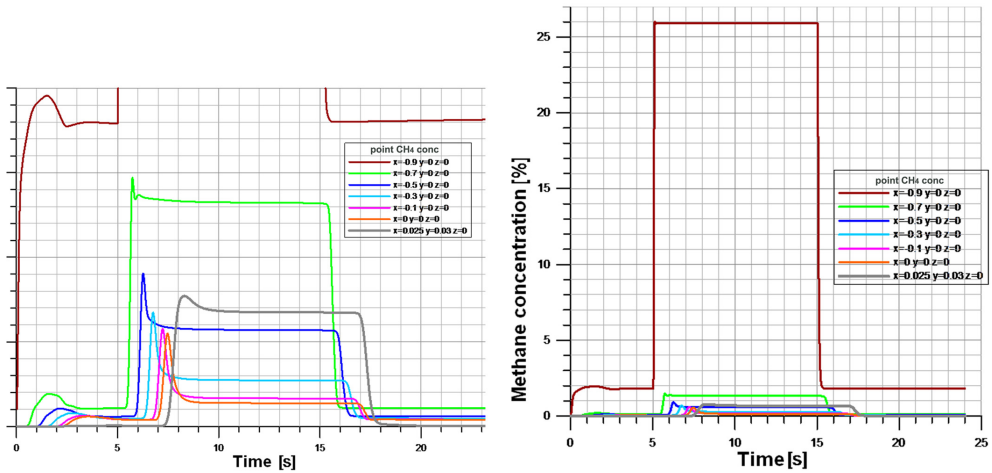 point CH4 conc
x=-0.9 y=0 z=0
x=-0.7 y=0 z=0
x=-0.5 y=0 z=0
x=-0.3 y=0 z=0
x=-0.1 y=0 z=0
x=0 y=0 z=0
x=0.025 y=0.03 z=0
0 5 10 15 20
Time [s]
Methane concentration [%]
25
20
15
10
5
0
point CH4 conc
x=-0.9 y=0 z=0
x=-0.7 y=0 z=0
x=-0.5 y=0 z=0
x=-0.3 y=0 z=0
x=-0.1 y=0 z=0
x=0 y=0 z=0
x=0.025 y=0.03 z=0
0 5 10 15 20 25
Time [s]